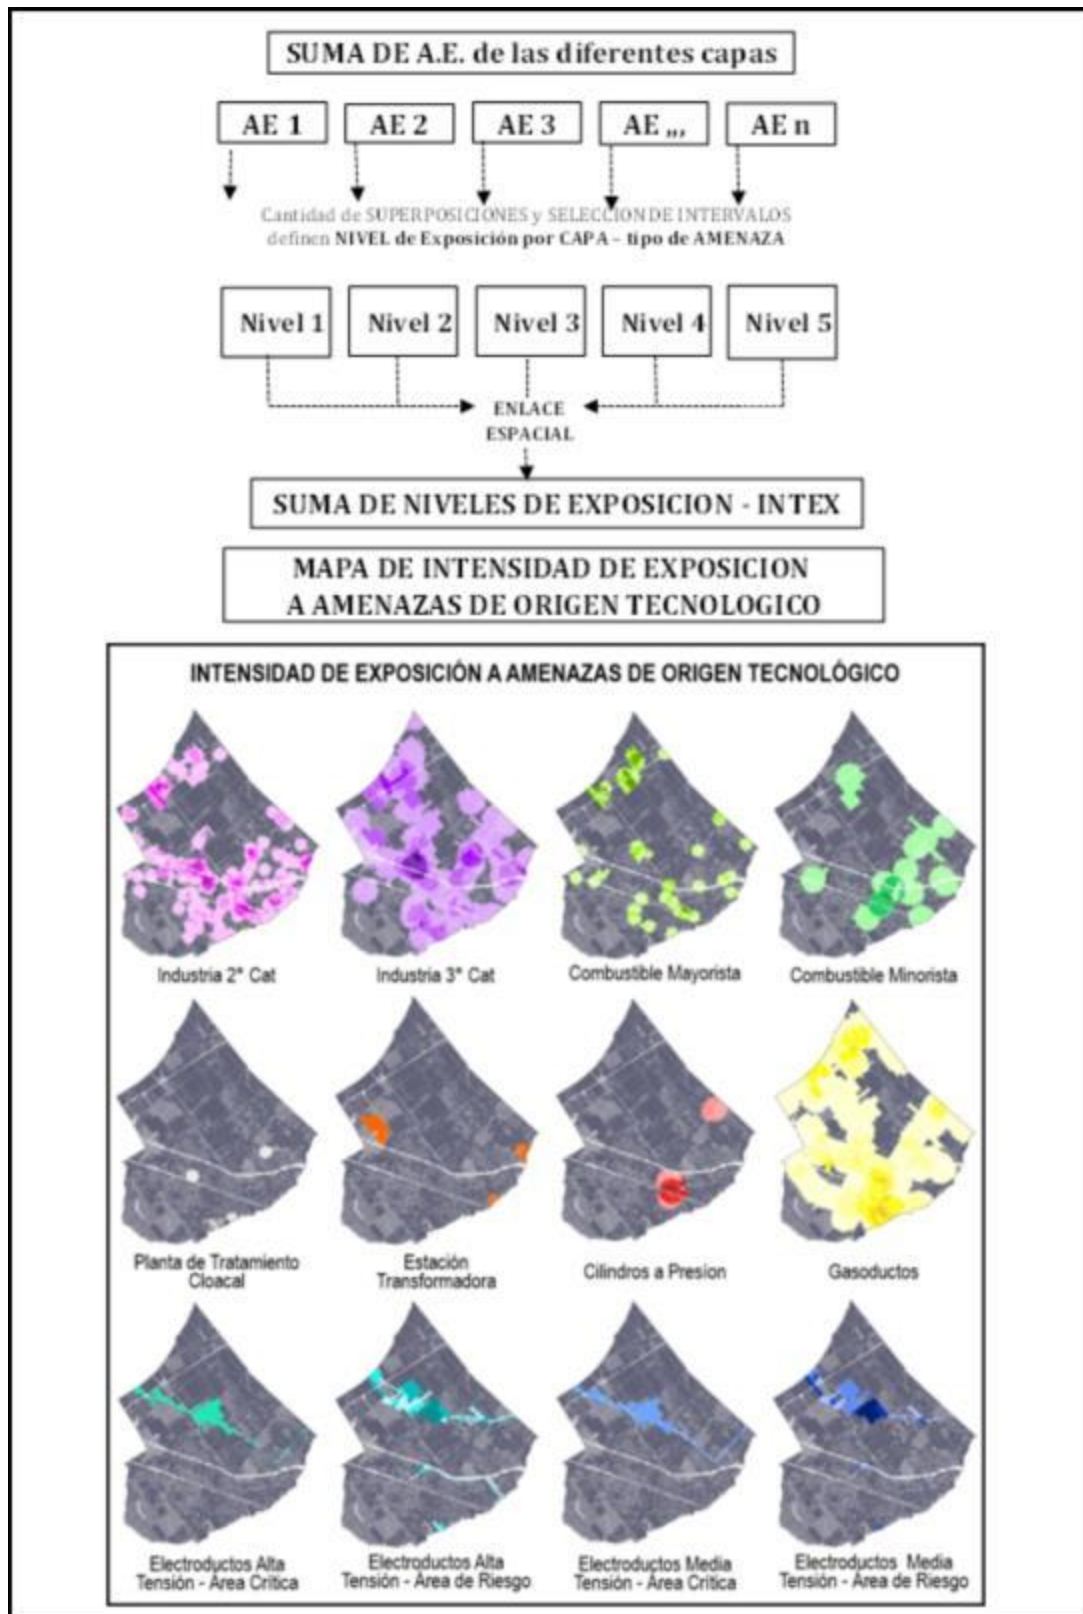 SUMA DE A.E. de las diferentes capas
AE 1 AE 2 AE 3 AE ,,, AE n
Cantidad de SUPERPOSICIONES y SELECCION DE INTERVALOS
definen NIVEL de Exposición por CAPA – tipo de AMENAZA
Nivel 1 Nivel 2 Nivel 3 Nivel 4 Nivel 5
ENLACE
ESPACIAL
SUMA DE NIVELES DE EXPOSICION - INTEX
MAPA DE INTENSIDAD DE EXPOSICION
A AMENAZAS DE ORIGEN TECNOLOGICO
INTENSIDAD DE EXPOSICIÓN A AMENAZAS DE ORIGEN TECNOLÓGICO
Industria 2° Cat
Industria 3° Cat
Combustible Mayorista
Combustible Minorista
Planta de Tratamiento
Cloacal
Estación
Transformadora
Cilindros a Presion
Gasoductos
Electroductos Alta
Tensión - Área Crítica
Electroductos Alta
Tensión - Area de Riesgo
Electroductos Media
Tensión - Área Crítica
Electroductos Media
Tensión - Área de Riesgo